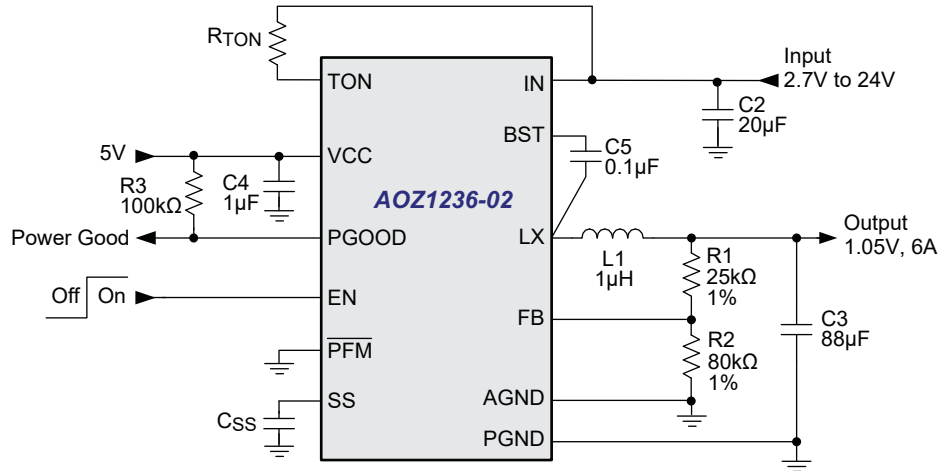 RTON
TON
IN
Input
2.7V to 24V
C2
20µF
BST
C5
0.1µF
5V
VCC
R3
100kΩ
C4
1µF
AOZ1236-02
Power Good
PGOOD
LX
L1
1µH
Output
1.05V, 6A
R1
25kΩ
1%
Off On
EN
FB
R2
80kΩ
1%
C3
88µF
PFM
SS
CSS
AGND
PGND